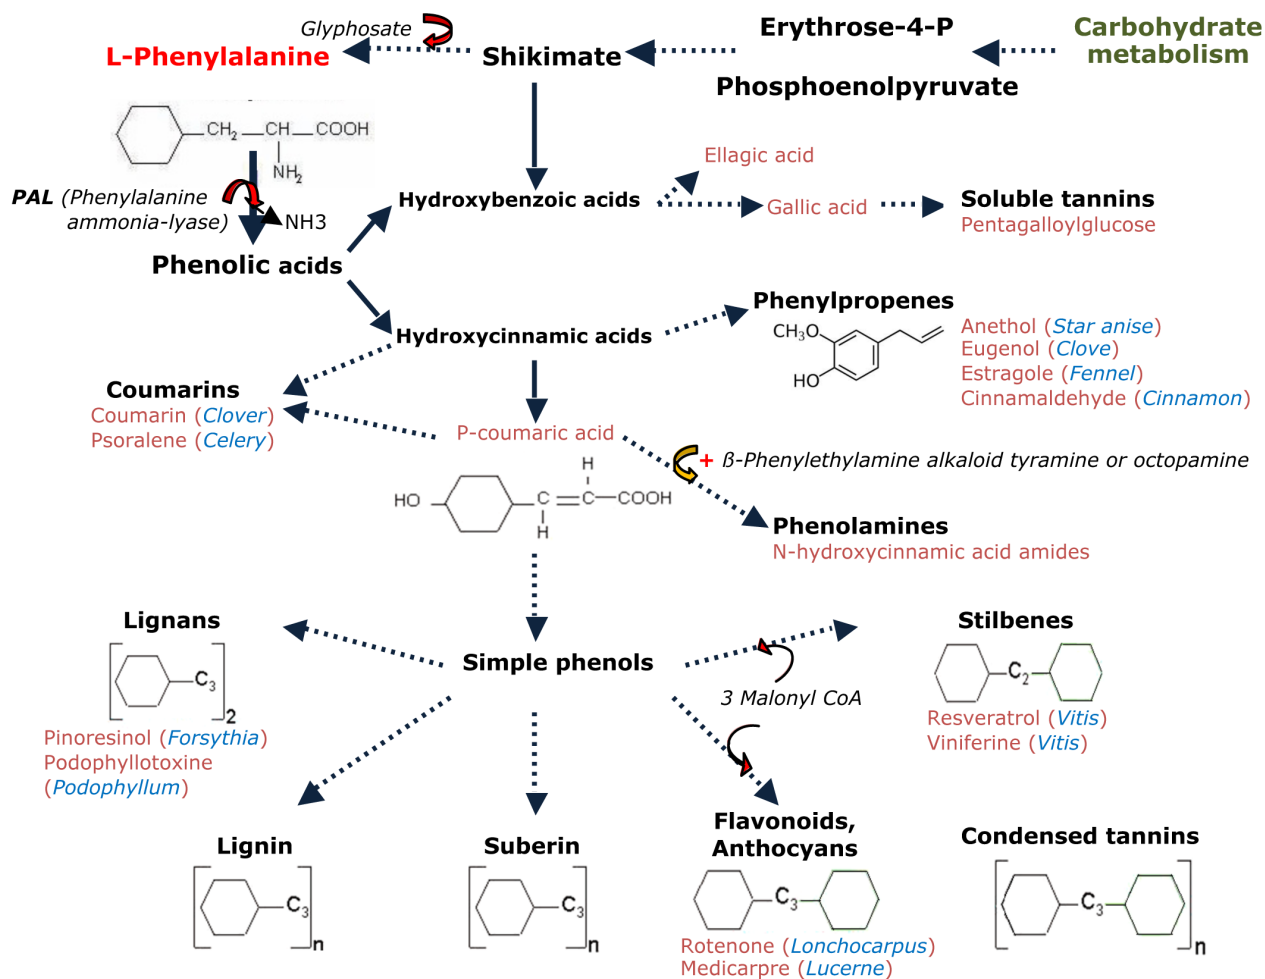 Glyphosate
Erythrose-4-P
Carbohydrate
metabolism
L-Phenylalanine
Shikimate
Phosphoenolpyruvate
CH2 CH COOH
NH2
Ellagic acid
PAL (Phenylalanine
ammonia-lyase)
NH3
Hydroxybenzoic acids
Gallic acid
Soluble tannins
Pentagalloylglucose
Phenolic acids
Phenylpropenes
Hydroxycinnamic acids
CH3O
HO
Anethol (Star anise)
Eugenol (Clove)
Estragole (Fennel)
Cinnamaldehyde (Cinnamon)
Coumarins
Coumarin (Clover)
Psoralene (Celery)
P-coumaric acid
+ ß-Phenylethylamine alkaloid tyramine or octopamine
H
HO C C COOH
H
Phenolamines
N-hydroxycinnamic acid amides
Lignans
C3
2
Pinoresinol (Forsythia)
Podophyllotoxine
(Podophyllum)
Simple phenols
3 Malonyl CoA
Stilbenes
C2
Resveratrol (Vitis)
Viniferine (Vitis)
Lignin
C3
n
Suberin
C3
n
Flavonoids,
Anthocyans
C3
Rotenone (Lonchocarpus)
Medicarpre (Lucerne)
Condensed tannins
C3
n